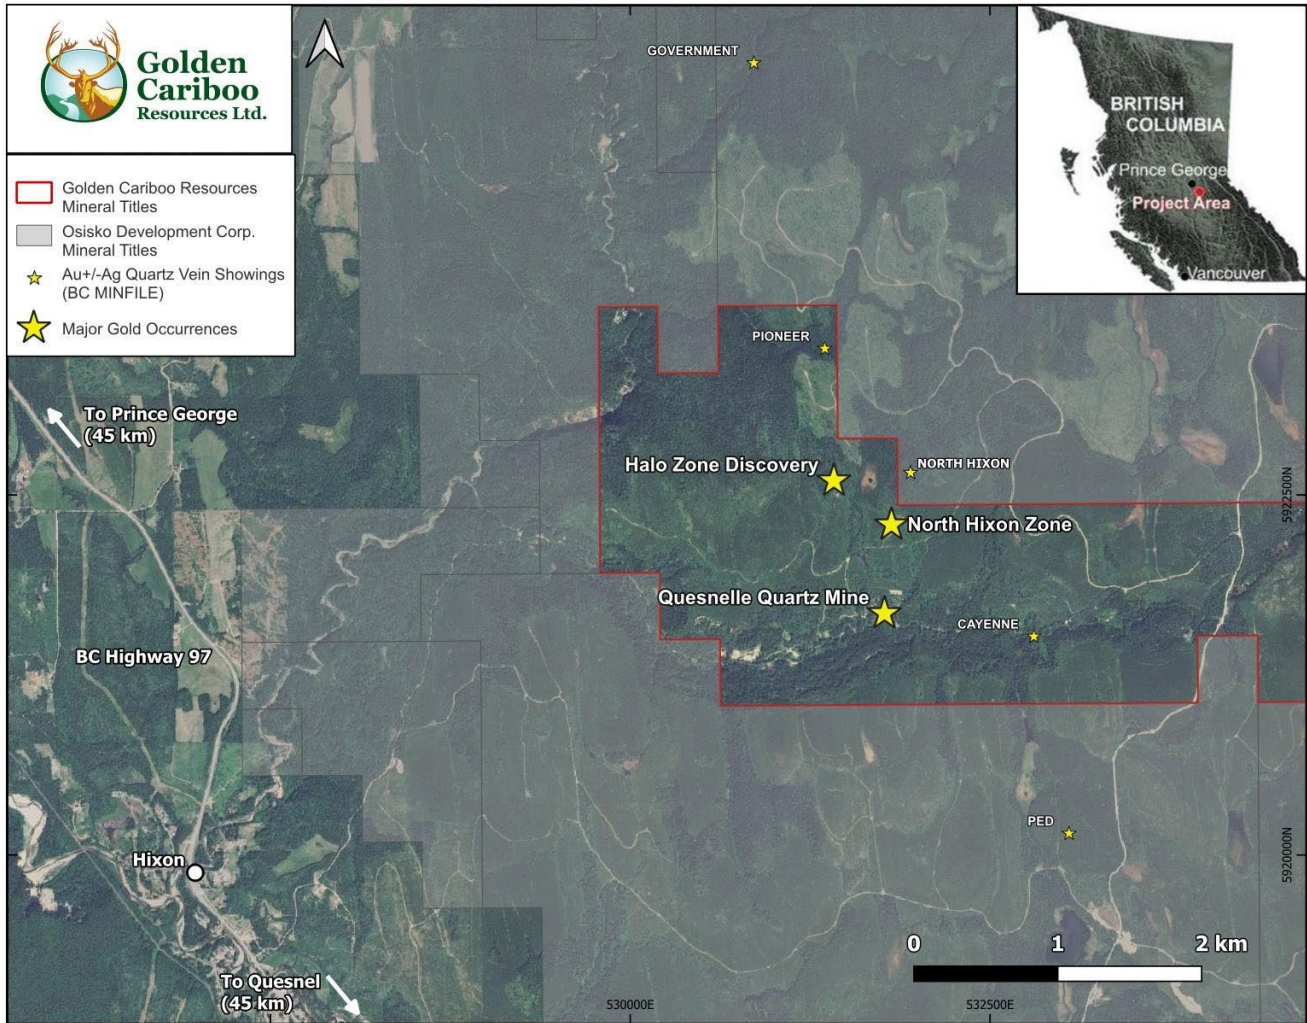 Golden
Cariboo
Resources Ltd.
Golden Cariboo Resources
Mineral Titles
Osisko Development Corp.
Mineral Titles
Au+/-Ag Quartz Vein Showings
(BC MINFILE)
Major Gold Occurrences
GOVERNMENT
BRITISH
COLUMBIA
Prince George
Project Area
Vancouver
PIONEER
To Prince George
(45 km)
Halo Zone Discovery
NORTH HIXON
5922500N
North Hixon Zone
Quesnelle Quartz Mine
CAYENNE
BC Highway 97
PED
5920000N
Hixon
0 1 2 km
To Quesnel
(45 km)
530000E
532500E